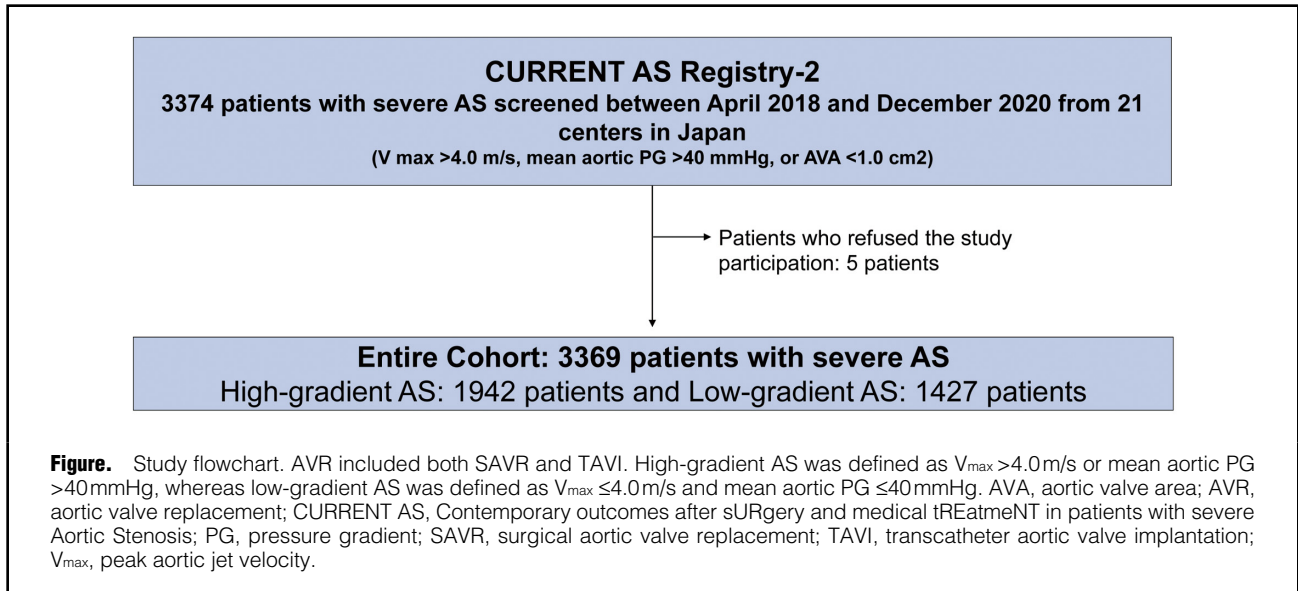 CURRENT AS Registry-2
3374 patients with severe AS screened between April 2018 and December 2020 from 21
centers in Japan
(V max >4.0 m/s, mean aortic PG >40 mmHg, or AVA <1.0 cm2)
Patients who refused the study
participation: 5 patients
Entire Cohort: 3369 patients with severe AS
High-gradient AS: 1942 patients and Low-gradient AS: 1427 patients
Figure. Study flowchart. AVR included both SAVR and TAVI. High-gradient AS was defined as Vmax >4.0 m/s or mean aortic PG
>40 mmHg, whereas low-gradient AS was defined as Vmax ≤4.0 m/s and mean aortic PG ≤40 mmHg. AVA, aortic valve area; AVR,
aortic valve replacement; CURRENT AS, Contemporary outcomes after sURgery and medical tREatmeNT in patients with severe
Aortic Stenosis; PG, pressure gradient; SAVR, surgical aortic valve replacement; TAVI, transcatheter aortic valve implantation;
Vmax, peak aortic jet velocity.